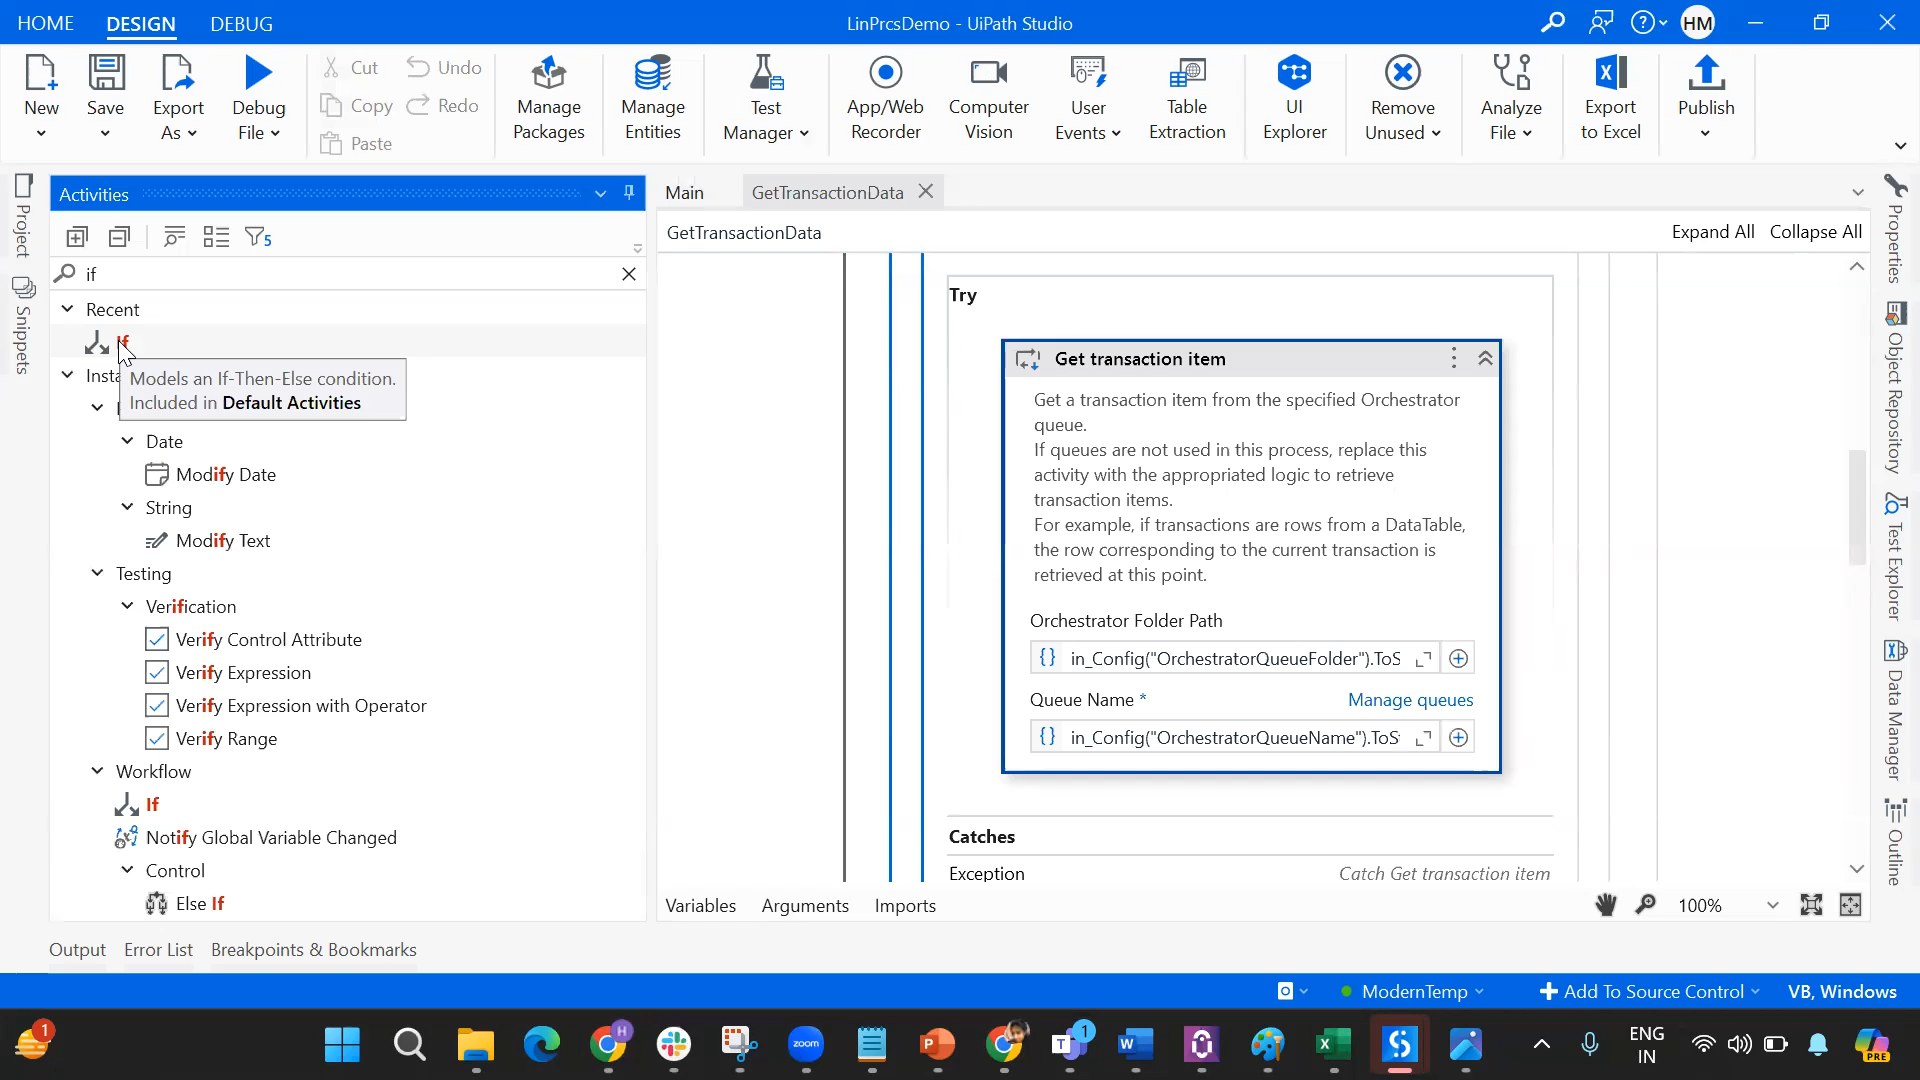 HOME DESIGN DEBUG LinPrcsDemo - UiPath Studio HM
New Save Export As Debug File Cut Copy Paste Undo Redo Manage Packages Manage Entities Test Manager App/Web Recorder Computer Vision User Events Table Extraction UI Explorer Remove Unused Analyze File Export to Excel Publish
Project
Snippets
Activities
5
if
Recent
If
Models an If-Then-Else condition.
Included in Default Activities
Date
Modify Date
String
Modify Text
Testing
Verification
Verify Control Attribute
Verify Expression
Verify Expression with Operator
Verify Range
Workflow
If
Notify Global Variable Changed
Control
Else If
Main GetTransactionData
GetTransactionData Expand All Collapse All
Try
Get transaction item
Get a transaction item from the specified Orchestrator
queue.
If queues are not used in this process, replace this
activity with the appropriated logic to retrieve
transaction items.
For example, if transactions are rows from a DataTable,
the row corresponding to the current transaction is
retrieved at this point.
Orchestrator Folder Path
in_Config("OrchestratorQueueFolder").ToS
Queue Name * Manage queues
in_Config("OrchestratorQueueName").ToS
Catches
Exception Catch Get transaction item
Variables Arguments Imports 100%
Properties
Object Repository
Test Explorer
Data Manager
Outline
Output Error List Breakpoints & Bookmarks
ModernTemp Add To Source Control VB, Windows
1 H zoom P T 1 W X ENG
IN PRE